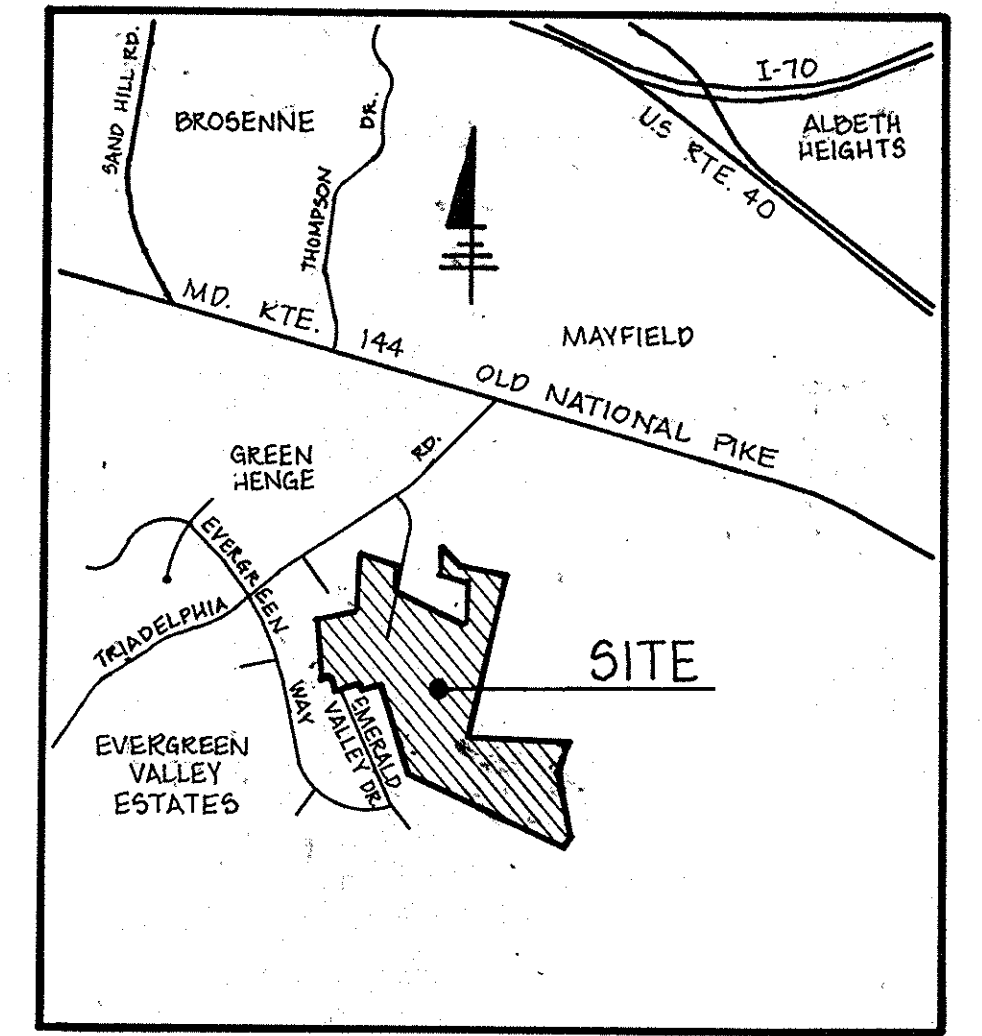 SAND HILL RD.
BROSENNE
THOMPSON DR.
I-70
ALBETH
HEIGHTS
U.S RTE. 40
MD. KTE. 144
OLD NATIONAL PIKE
MAYFIELD
GREEN
HENGE
TRIADELPHIA RD.
EVERGREEN WAY
SITE
EMERALD
VALLEY DR.
EVERGREEN
VALLEY
ESTATES